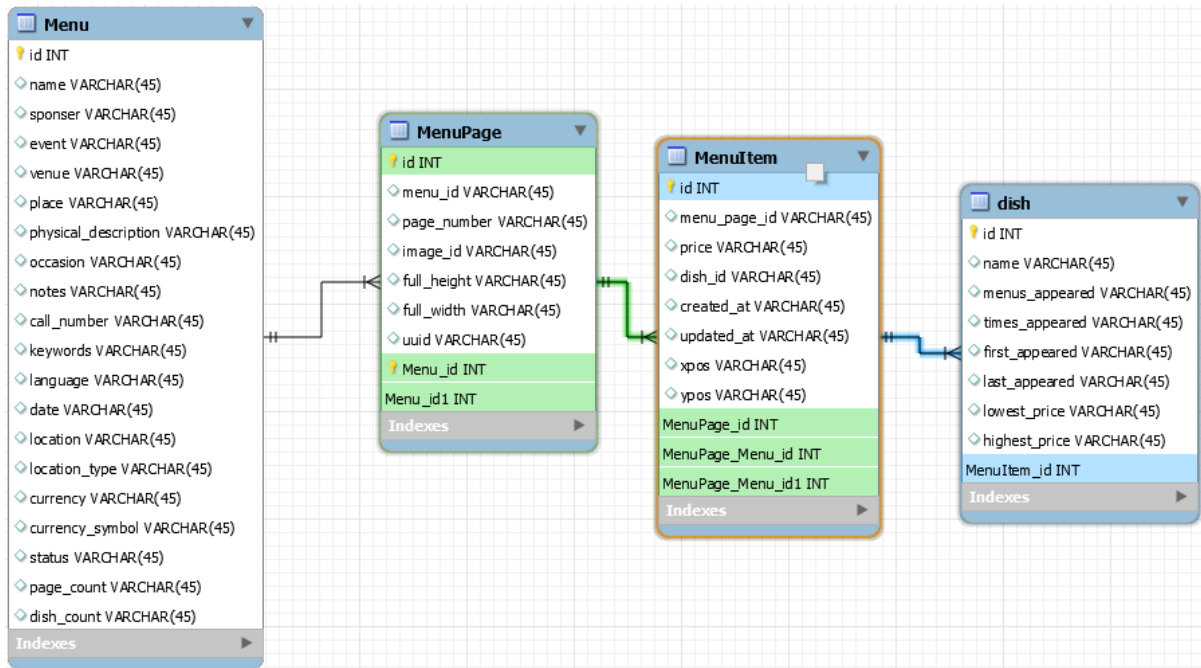 Menu
id INT
name VARCHAR(45)
sponser VARCHAR(45)
event VARCHAR(45)
venue VARCHAR(45)
place VARCHAR(45)
physical_description VARCHAR(45)
occasion VARCHAR(45)
notes VARCHAR(45)
call_number VARCHAR(45)
keywords VARCHAR(45)
language VARCHAR(45)
date VARCHAR(45)
location VARCHAR(45)
location_type VARCHAR(45)
currency VARCHAR(45)
currency_symbol VARCHAR(45)
status VARCHAR(45)
page_count VARCHAR(45)
dish_count VARCHAR(45)
Indexes
MenuPage
id INT
menu_id VARCHAR(45)
page_number VARCHAR(45)
image_id VARCHAR(45)
full_height VARCHAR(45)
full_width VARCHAR(45)
uuid VARCHAR(45)
Menu_id INT
Menu_id1 INT
Indexes
MenuItem
id INT
menu_page_id VARCHAR(45)
price VARCHAR(45)
dish_id VARCHAR(45)
created_at VARCHAR(45)
updated_at VARCHAR(45)
xpos VARCHAR(45)
ypos VARCHAR(45)
MenuPage_id INT
MenuPage_Menu_id INT
MenuPage_Menu_id1 INT
Indexes
dish
id INT
name VARCHAR(45)
menus_appeared VARCHAR(45)
times_appeared VARCHAR(45)
first_appeared VARCHAR(45)
last_appeared VARCHAR(45)
lowest_price VARCHAR(45)
highest_price VARCHAR(45)
MenuItem_id INT
Indexes